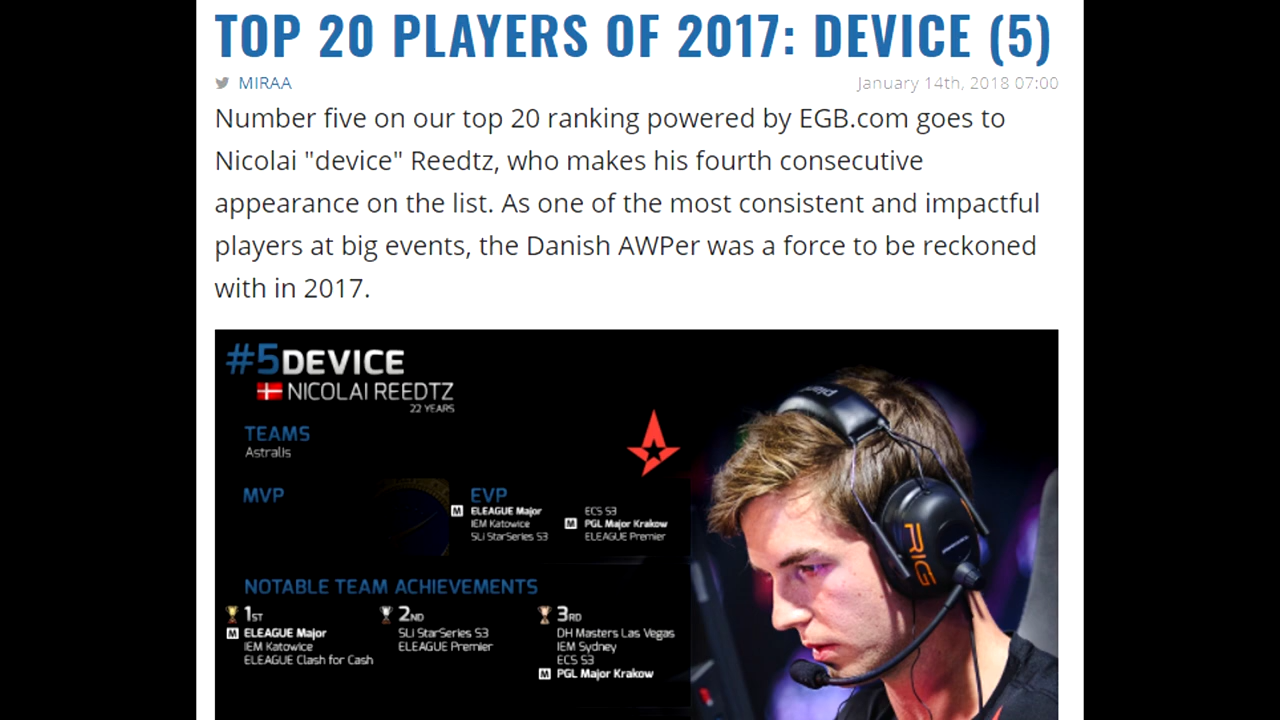 TOP 20 PLAYERS OF 2017: DEVICE (5)
MIRAA
January 14th, 2018 07:00
Number five on our top 20 ranking powered by EGB.com goes to
Nicolai "device" Reedtz, who makes his fourth consecutive
appearance on the list. As one of the most consistent and impactful
players at big events, the Danish AWPer was a force to be reckoned
with in 2017.
#5DEVICE
NICOLAI REEDTZ
22 YEARS
TEAMS
Astralis
MVP
EVP
M ELEAGUE Major
IEM Katowice
SLi StarSeries S3
ECS S3
M PGL Major Krakow
ELEAGUE Premier
NOTABLE TEAM ACHIEVEMENTS
1ST
M ELEAGUE Major
IEM Katowice
ELEAGUE Clash for Cash
2ND
SLi StarSeries S3
ELEAGUE Premier
3RD
DH Masters Las Vegas
IEM Sydney
ECS S3
M PGL Major Krakow
RIG